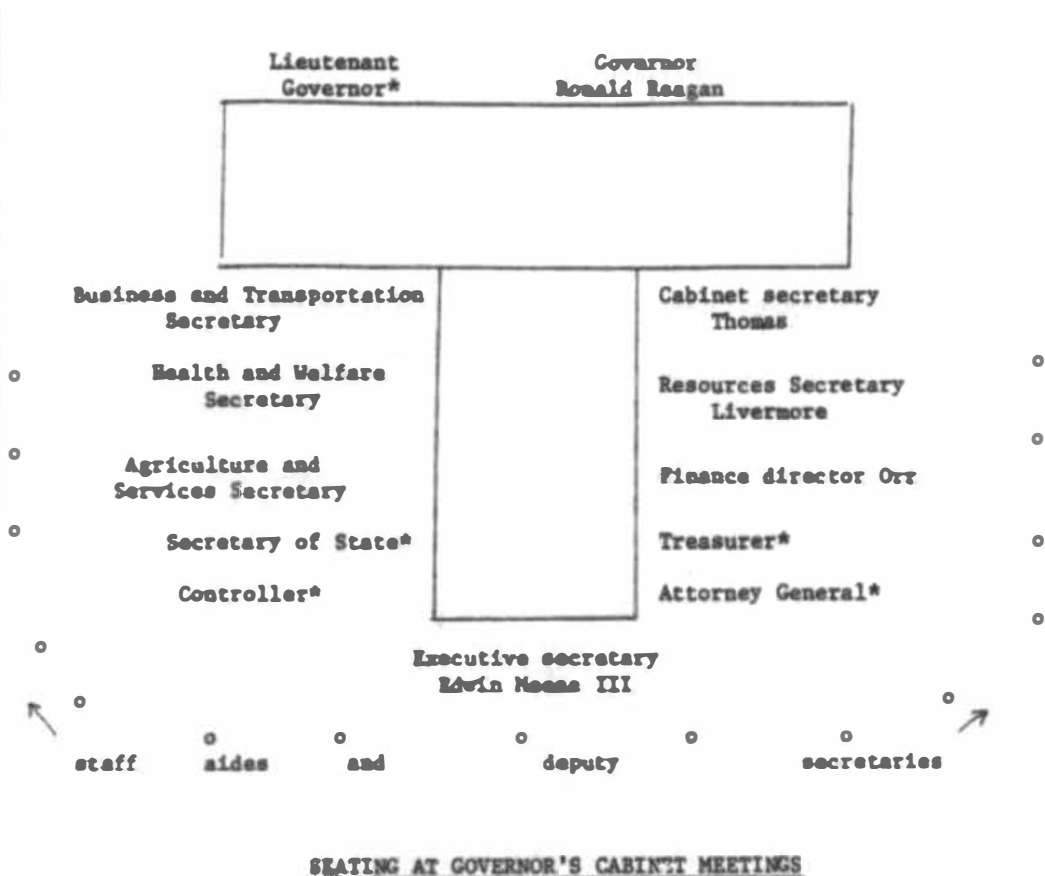 Lieutenant
Governor*
Governor
Ronald Reagan
Business and Transportation
Secretary
Cabinet secretary
Thomas
Health and Welfare
Secretary
Resources Secretary
Livermore
Agriculture and
Services Secretary
Finance director Orr
Secretary of State*
Treasurer*
Controller*
Attorney General*
Executive secretary
Edwin Meese III
staff aides and deputy secretaries
SEATING AT GOVERNOR'S CABINET MEETINGS